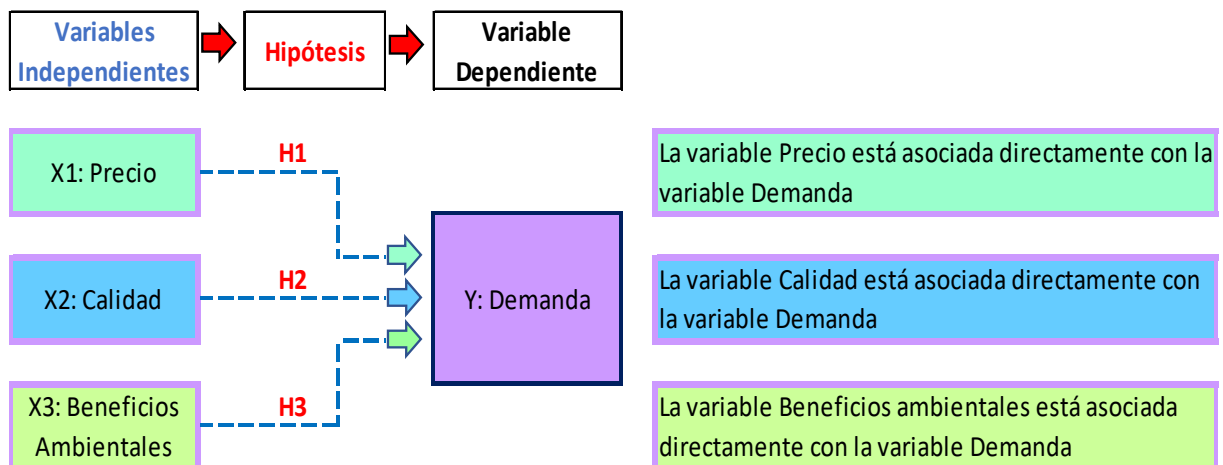 Variables
Independientes
Hipótesis
Variable
Dependiente
X1: Precio
H1
La variable Precio está asociada directamente con la
variable Demanda
X2: Calidad
H2
Y: Demanda
La variable Calidad está asociada directamente con
la variable Demanda
X3: Beneficios
Ambientales
H3
La variable Beneficios ambientales está asociada
directamente con la variable Demanda